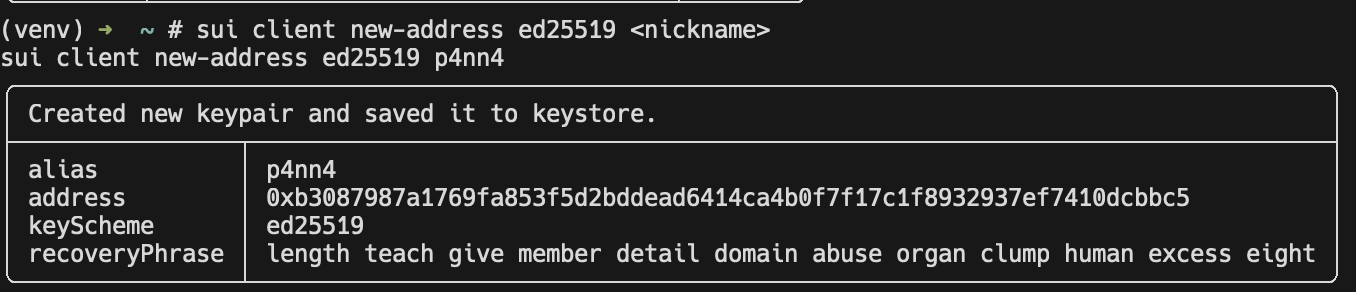 (venv) ➜ ~ # sui client new-address ed25519 <nickname>
sui client new-address ed25519 p4nn4
Created new keypair and saved it to keystore.
alias p4nn4
address 0xb3087987a1769fa853f5d2bddead6414ca4b0f7f17c1f8932937ef7410dcbbc5
keyScheme ed25519
recoveryPhrase length teach give member detail domain abuse organ clump human excess eight